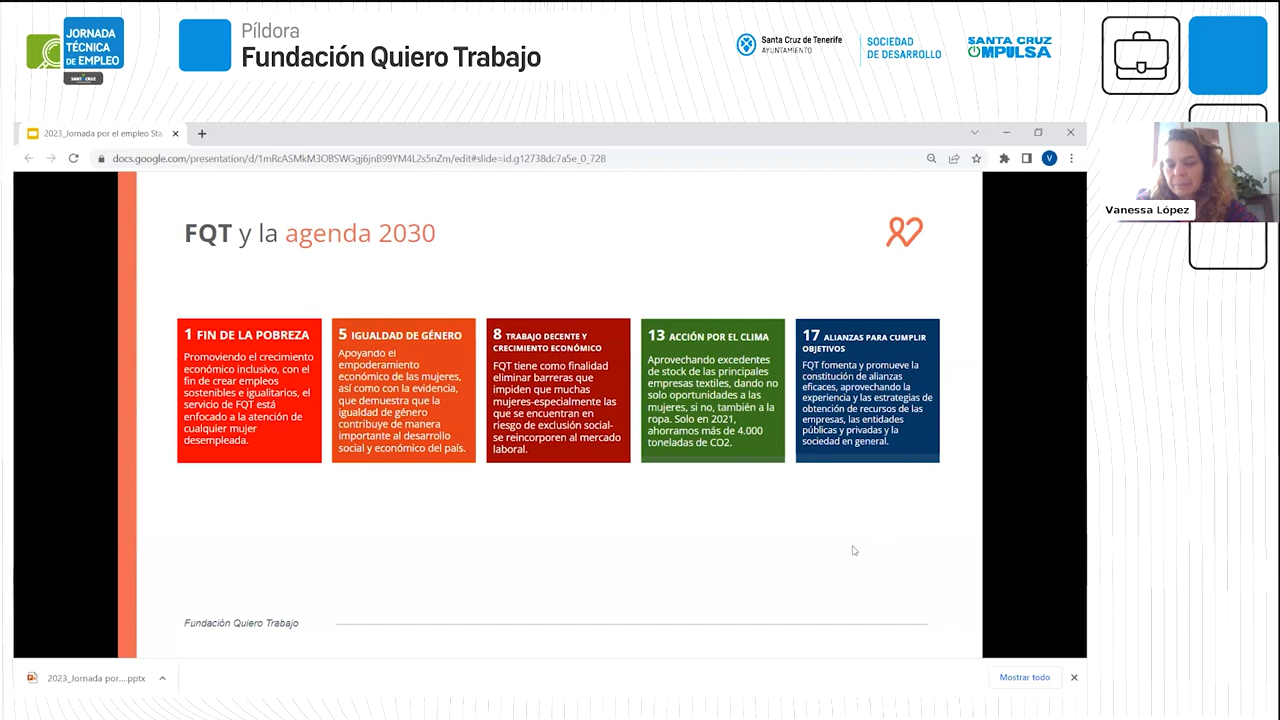 JORNADA
TÉCNICA
DE EMPLEO
Píldora
Fundación Quiero Trabajo
Santa Cruz de Tenerife
AYUNTAMIENTO
SOCIEDAD
DE DESARROLLO
SANTA CRUZ
MPULSA
2023_Jornada por el empleo Sta
docs.google.com/presentation/d/1mRcASMkM3OBSWGgj6jnB99YM4L2s5nZm/edit#slide=id.g12738dc7a5e_0_728
V
Vanessa López
FQT y la agenda 2030
1 FIN DE LA POBREZA
Promoviendo el crecimiento
económico inclusivo, con el
fin de crear empleos
sostenibles e igualitarios, el
servicio de FQT está
enfocado a la atención de
cualquier mujer
desempleada.
5 IGUALDAD DE GÉNERO
Apoyando el
empoderamiento
económico de las mujeres,
así como con la evidencia,
que demuestra que la
igualdad de género
contribuye de manera
importante al desarrollo
social y económico del país.
8 TRABAJO DECENTE Y
CRECIMIENTO ECONÓMICO
FQT tiene como finalidad
eliminar barreras que
impiden que muchas
mujeres-especialmente las
que se encuentran en
riesgo de exclusión social-
se reincorporen al mercado
laboral.
13 ACCIÓN POR EL CLIMA
Aprovechando excedentes
de stock de las principales
empresas textiles, dando no
solo oportunidades a las
mujeres, si no, también a la
ropa. Solo en 2021,
ahorramos más de 4.000
toneladas de CO2.
17 ALIANZAS PARA CUMPLIR
OBJETIVOS
FQT fomenta y promueve la
constitución de alianzas
eficaces, aprovechando la
experiencia y las estrategias de
obtención de recursos de las
empresas, las entidades
públicas y privadas y la
sociedad en general.
Fundación Quiero Trabajo
2023_Jornada por....pptx
Mostrar todo